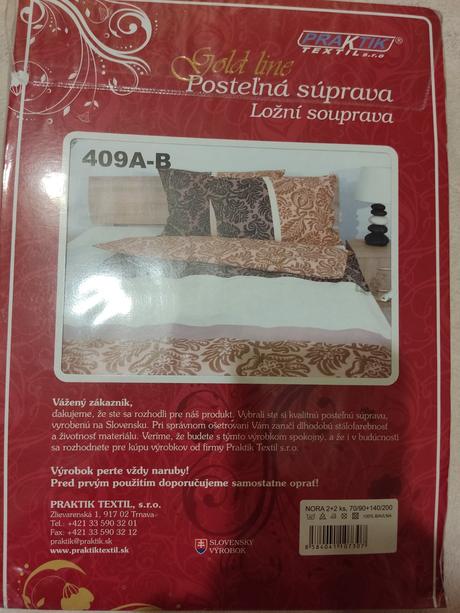 PRAKTIK®
TEXTIL s.r.o
Gold line
Posteľná súprava
Ložní souprava
409A-B
Vážený zákazník,
ďakujeme, že ste sa rozhodli pre náš produkt. Vybrali ste si kvalitnú posteľnú súpravu,
vyrobenú na Slovensku. Pri správnom ošetrovaní Vám zaručí dlhodobú stálofarebnosť
a životnosť materiálu. Veríme, že budete s týmto výrobkom spokojný, a že i v budúcnosti
sa rozhodnete pre kúpu výrobkov od firmy Praktik Textil s.r.o.
Výrobok perte vždy naruby!
Pred prvým použitím doporučujeme samostatne oprať!
PRAKTIK TEXTIL, s.r.o.
Zlievarenská 1, 917 02 Trnava
Tel.: +421 33 590 32 01
Fax: +421 33 590 32 12
praktik@praktik.sk
www.praktiktextil.sk
SLOVENSKÝ
VÝROBOK
NORA 2+2 ks, 70/90+140/200
100% BAVLNA
8584041107307